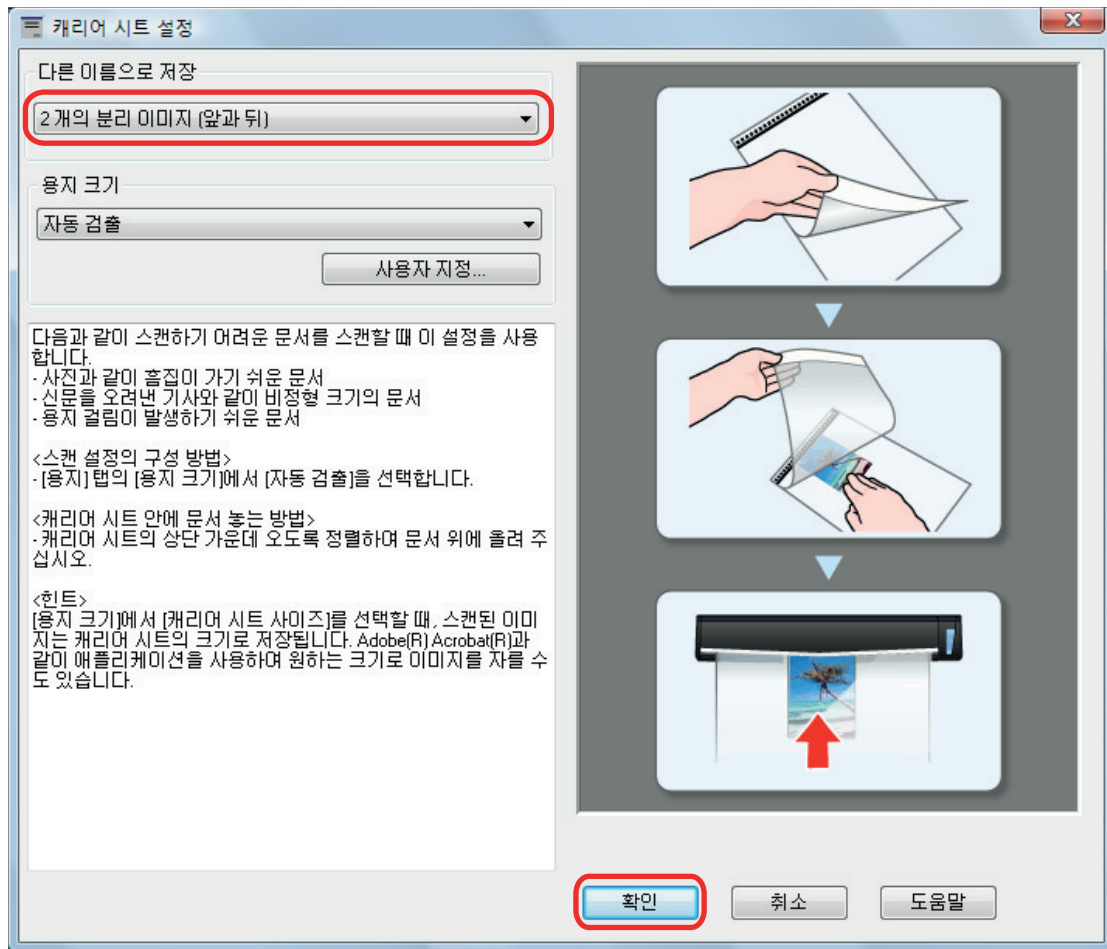 캐리어 시트 설정
다른 이름으로 저장
2 개의 분리 이미지 (앞과 뒤)
용지 크기
자동 검출
사용자 지정...
다음과 같이 스캔하기 어려운 문서를 스캔할 때 이 설정을 사용
합니다.
- 사진과 같이 흠집이 가기 쉬운 문서
- 신문을 오려낸 기사와 같이 비정형 크기의 문서
- 용지 걸림이 발생하기 쉬운 문서
<스캔 설정의 구성 방법>
- [용지] 탭의 [용지 크기]에서 [자동 검출]을 선택합니다.
<캐리어 시트 안에 문서 놓는 방법>
- 캐리어 시트의 상단 가운데 오도록 정렬하여 문서 위에 올려 주
십시오.
<힌트>
[용지 크기]에서 [캐리어 시트 사이즈]를 선택할 때, 스캔된 이미
지는 캐리어 시트의 크기로 저장됩니다. Adobe(R) Acrobat(R)과
같이 애플리케이션을 사용하여 원하는 크기로 이미지를 자를 수
도 있습니다.
확인
취소
도움말